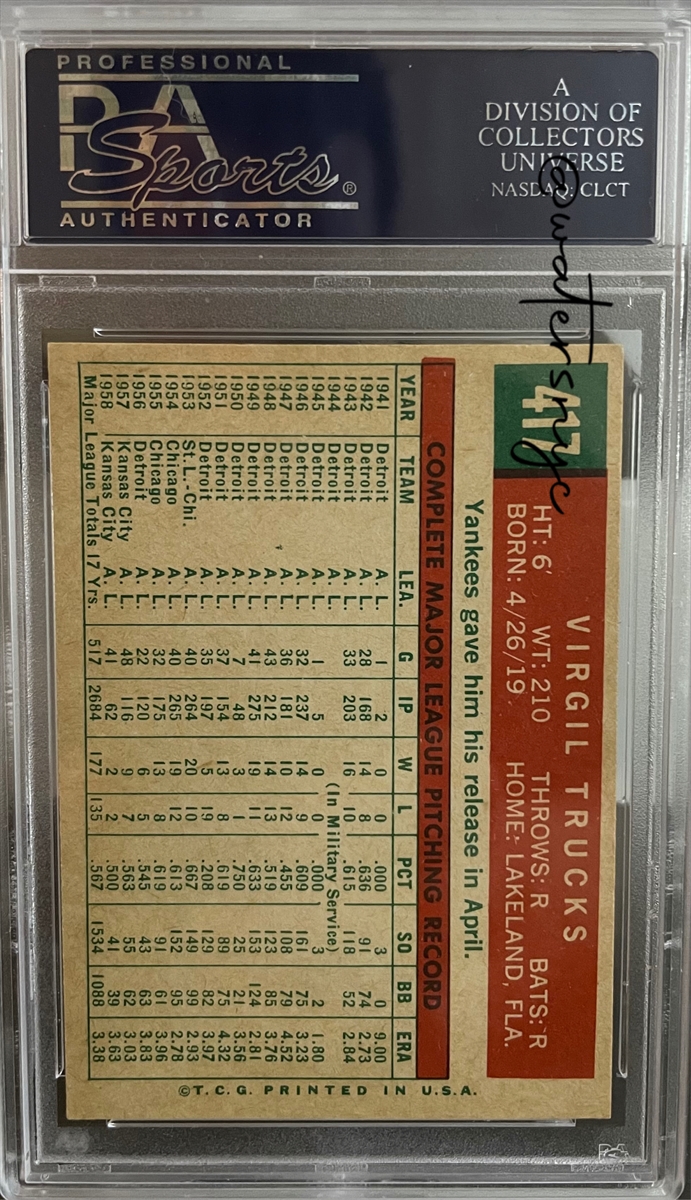 PROFESSIONAL
PSA
Sports®
AUTHENTICATOR
A
DIVISION OF
COLLECTORS
UNIVERSE
NASDAQ: CLCT
@watersnyc
417
VIRGIL TRUCKS
HT: 6' WT: 210 THROWS: R BATS: R
BORN: 4/26/19 HOME: LAKELAND, FLA.
Yankees gave him his release in April.
COMPLETE MAJOR LEAGUE PITCHING RECORD
YEAR TEAM LEA. G IP W L PCT SO BB ERA
1941 Detroit A. L. 1 2 0 0 .000 3 0 9.00
1942 Detroit A. L. 28 168 14 8 .636 91 74 2.73
1943 Detroit A. L. 33 203 16 10 .615 118 52 2.84
1944 Detroit A. L. (In Military Service)
1945 Detroit A. L. 1 5 0 0 .000 3 2 1.80
1946 Detroit A. L. 32 237 14 9 .609 161 75 3.23
1947 Detroit A. L. 36 181 10 12 .455 108 79 4.52
1948 Detroit A. L. 43 212 14 13 .519 123 85 3.76
1949 Detroit A. L. 41 275 19 11 .633 153 124 2.81
1950 Detroit A. L. 7 48 3 1 .750 25 21 3.56
1951 Detroit A. L. 37 154 13 8 .619 89 75 4.32
1952 Detroit A. L. 35 197 5 19 .208 129 82 3.97
1953 St.L.-Chi. A. L. 40 264 20 10 .667 149 99 2.93
1954 Chicago A. L. 40 265 19 12 .613 152 95 2.78
1955 Chicago A. L. 32 175 13 8 .619 91 61 3.96
1956 Detroit A. L. 22 120 6 5 .545 43 63 3.83
1957 Kansas City A. L. 48 116 9 7 .563 55 62 3.03
1958 Kansas City A. L. 41 62 2 2 .500 41 39 3.63
Major League Totals 17 Yrs. 517 2684 177 135 .567 1534 1088 3.38
©T.C.G. PRINTED IN U.S.A.
PSA